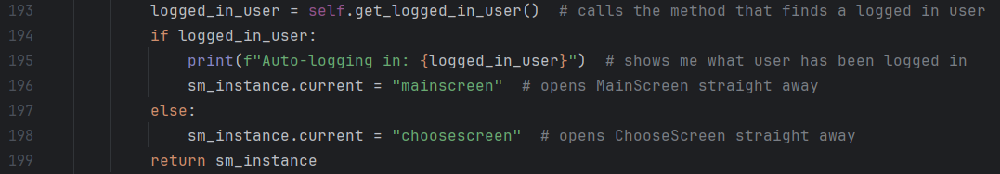 193 logged_in_user = self.get_logged_in_user()  # calls the method that finds a logged in user
194 if logged_in_user:
195     print(f"Auto-logging in: {logged_in_user}")  # shows me what user has been logged in
196     sm_instance.current = "mainscreen"  # opens MainScreen straight away
197 else:
198     sm_instance.current = "choosescreen"  # opens ChooseScreen straight away
199 return sm_instance